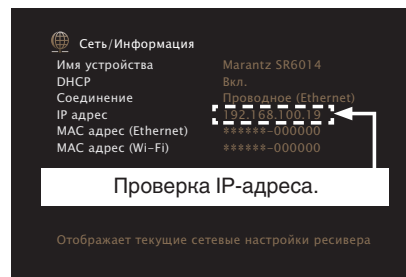 Сеть/Информация
Имя устройства Marantz SR6014
DHCP Вкл.
Соединение Проводное (Ethernet)
IP адрес 192.168.100.19
MAC адрес (Ethernet) ******-000000
MAC адрес (Wi-Fi) ******-000000
Проверка IP-адреса.
Отображает текущие сетевые настройки ресивера